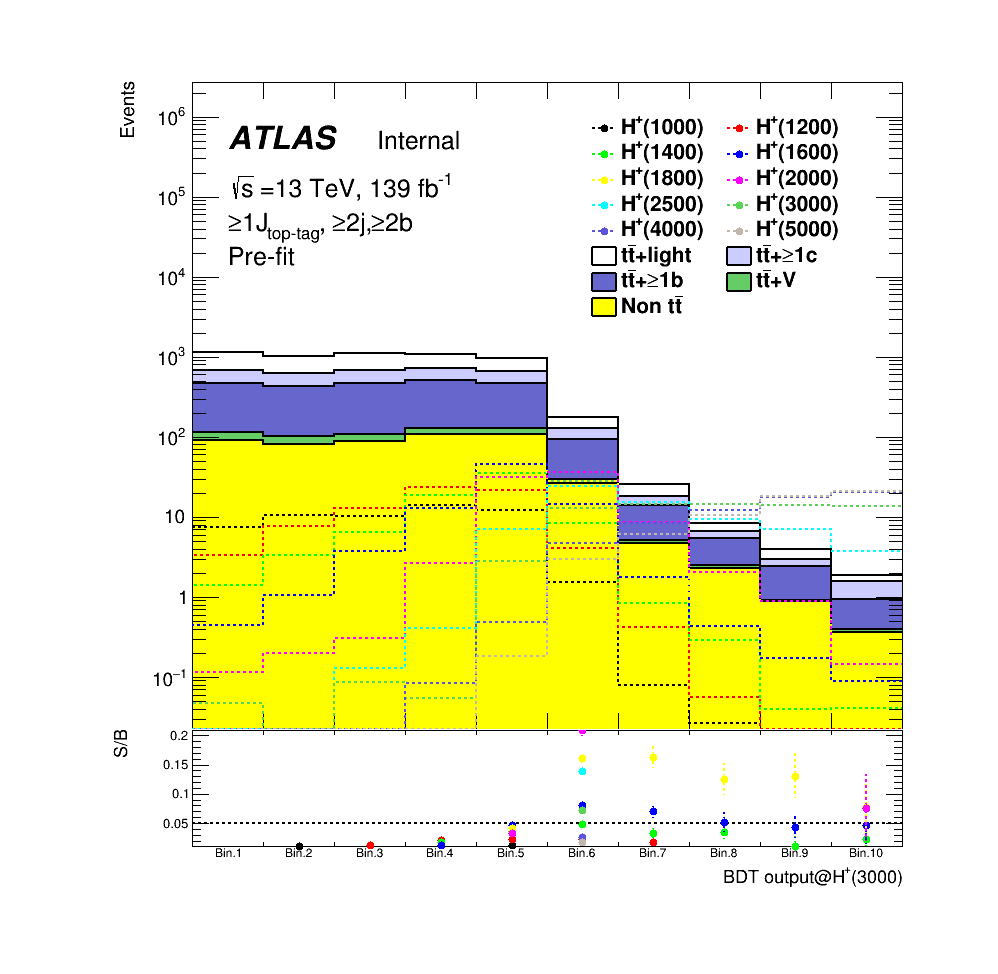 Events
10⁶
10⁵
10⁴
10³
10²
10
1
10⁻¹
ATLAS Internal
√s =13 TeV, 139 fb⁻¹
≥1J_top-tag, ≥2j,≥2b
Pre-fit
H⁺(1000) H⁺(1200)
H⁺(1400) H⁺(1600)
H⁺(1800) H⁺(2000)
H⁺(2500) H⁺(3000)
H⁺(4000) H⁺(5000)
tt̄+light tt̄+≥1c
tt̄+≥1b tt̄+V
Non tt̄
S/B
0.2
0.15
0.1
0.05
Bin.1 Bin.2 Bin.3 Bin.4 Bin.5 Bin.6 Bin.7 Bin.8 Bin.9 Bin.10
BDT output@H⁺(3000)